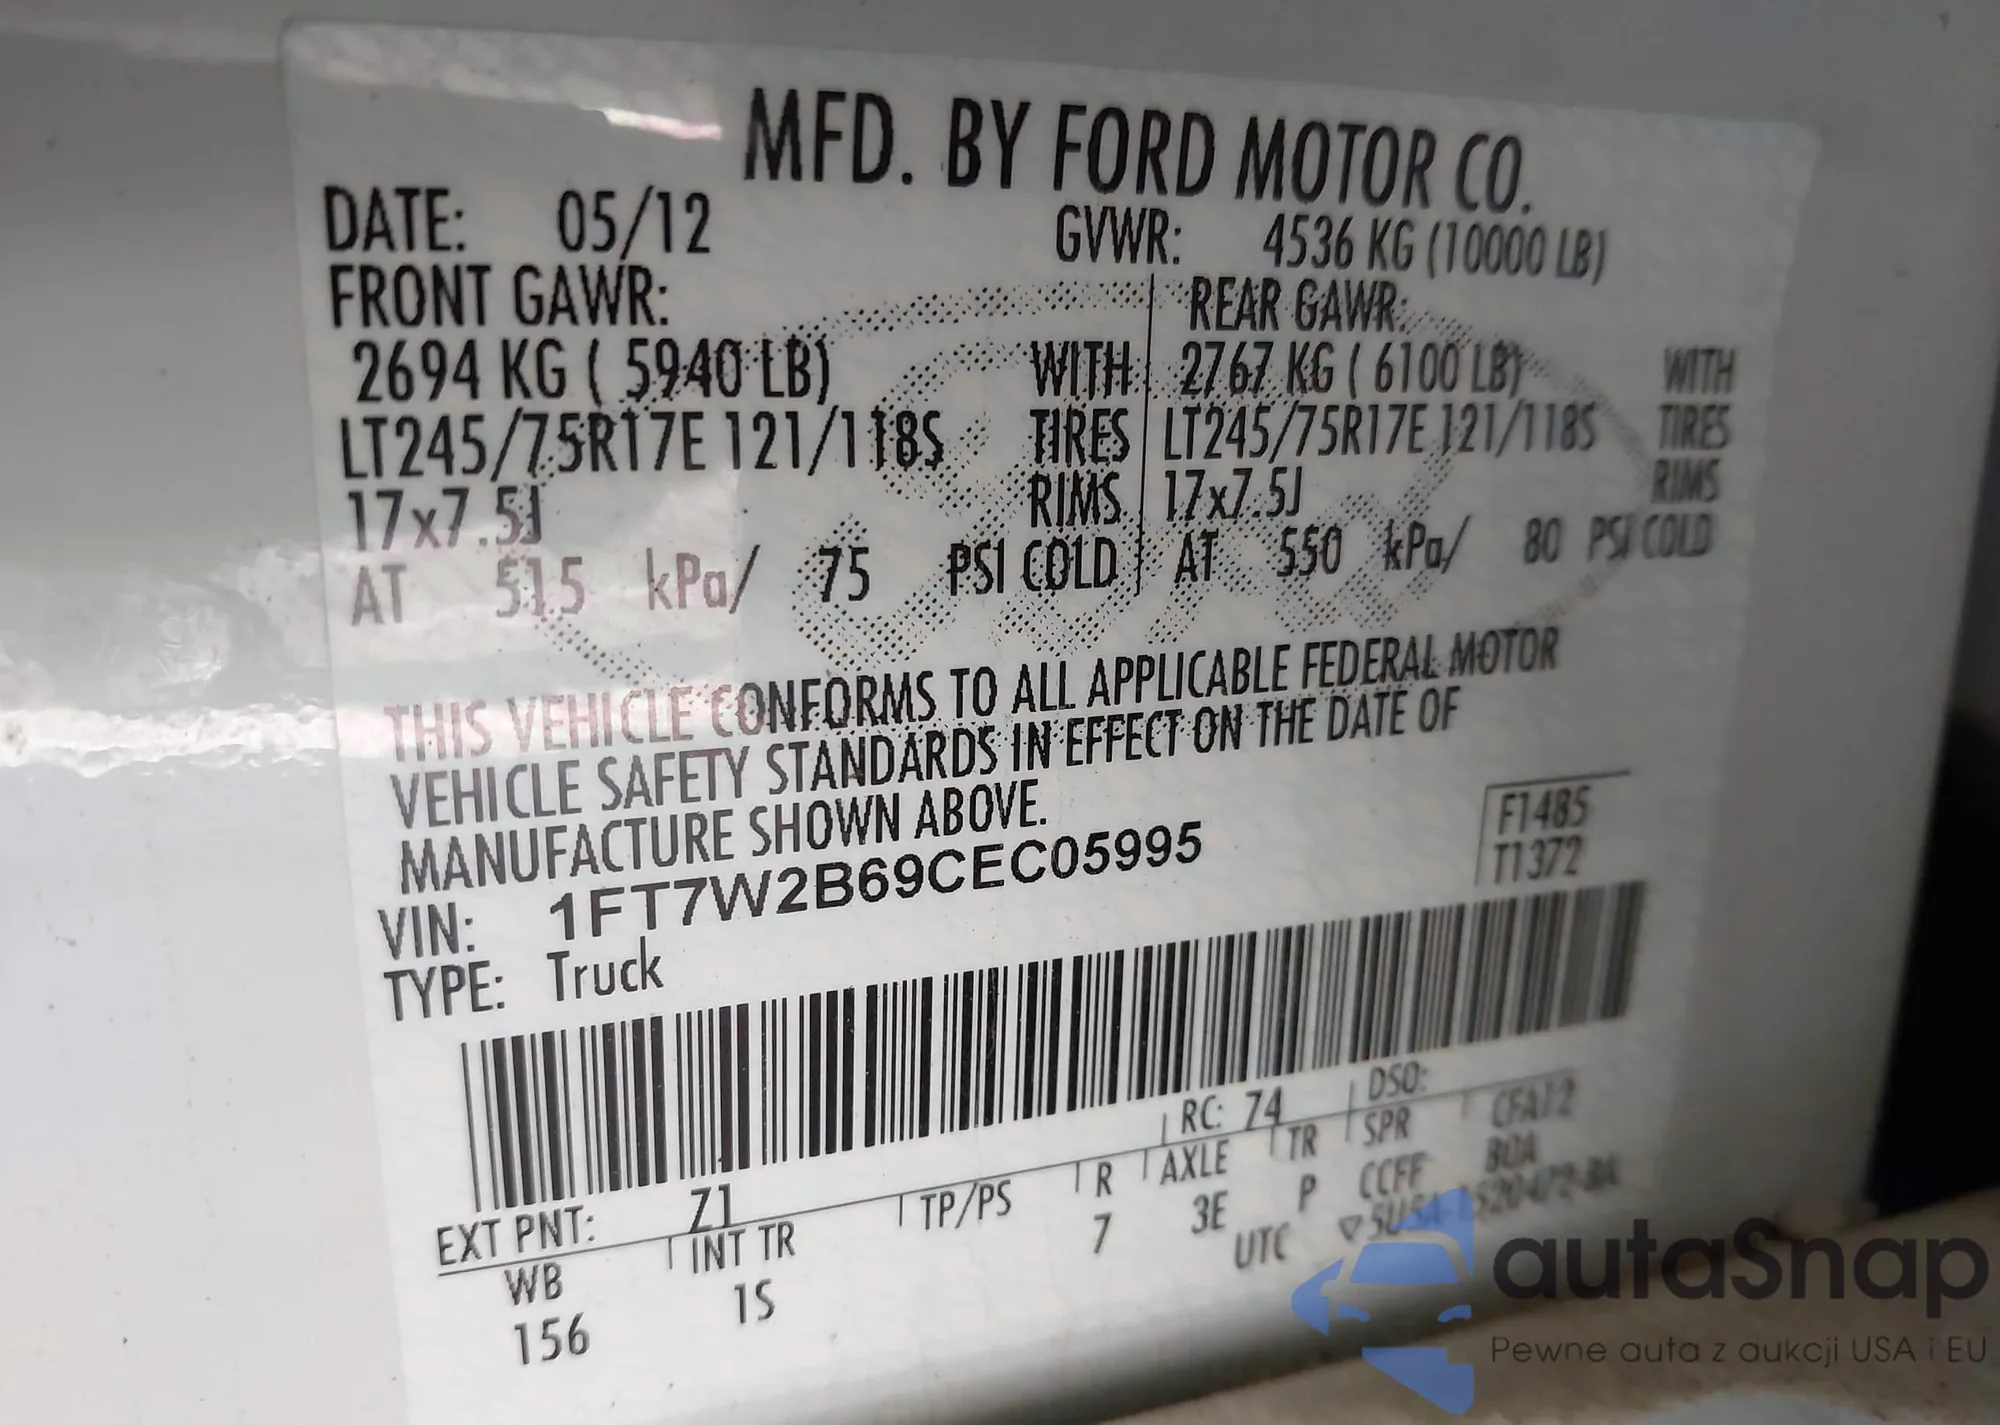 MFD. BY FORD MOTOR CO.
DATE: 05/12 GVWR: 4536 KG (10000 LB)
FRONT GAWR: REAR GAWR:
2694 KG ( 5940 LB) WITH 2767 KG ( 6100 LB) WITH
LT245/75R17E 121/118S TIRES LT245/75R17E 121/118S TIRES
17x7.5J RIMS 17x7.5J RIMS
AT 515 kPa/ 75 PSI COLD AT 550 kPa/ 80 PSI COLD
THIS VEHICLE CONFORMS TO ALL APPLICABLE FEDERAL MOTOR
VEHICLE SAFETY STANDARDS IN EFFECT ON THE DATE OF
MANUFACTURE SHOWN ABOVE.
F1485
T1372
VIN: 1FT7W2B69CEC05995
TYPE: Truck
EXT PNT: Z1 RC: 74 DSO:
WB INT TR TP/PS R AXLE TR SPR
156 1S 7 3E P CCFF
UTC
autaSnap
Pewne auta z aukcji USA i EU